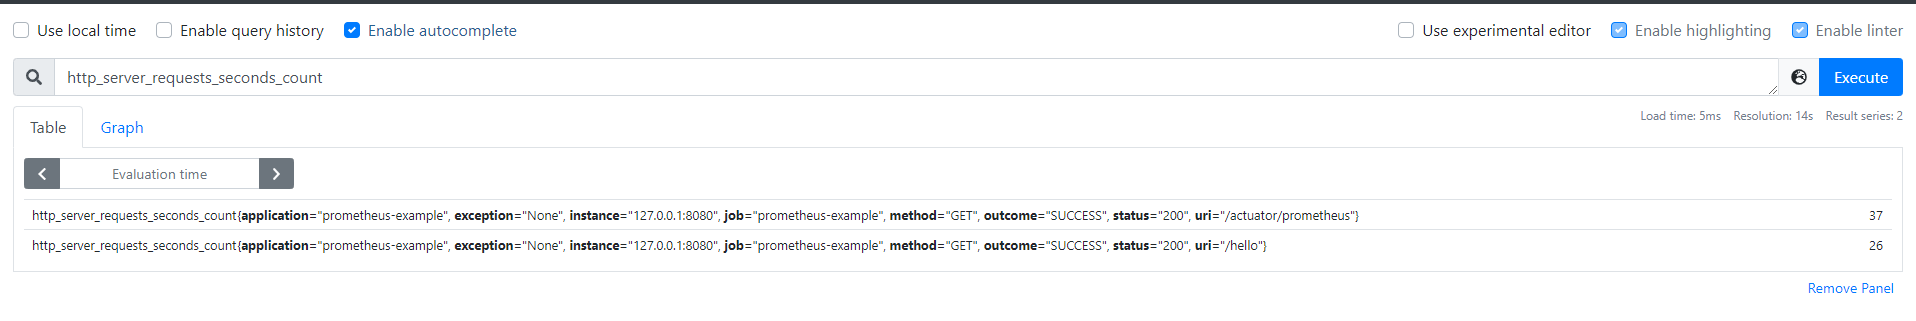 Use local time Enable query history Enable autocomplete Use experimental editor Enable highlighting Enable linter
http_server_requests_seconds_count Execute
Table Graph Load time: 5ms Resolution: 14s Result series: 2
Evaluation time
http_server_requests_seconds_count{application="prometheus-example", exception="None", instance="127.0.0.1:8080", job="prometheus-example", method="GET", outcome="SUCCESS", status="200", uri="/actuator/prometheus"} 37
http_server_requests_seconds_count{application="prometheus-example", exception="None", instance="127.0.0.1:8080", job="prometheus-example", method="GET", outcome="SUCCESS", status="200", uri="/hello"} 26
Remove Panel